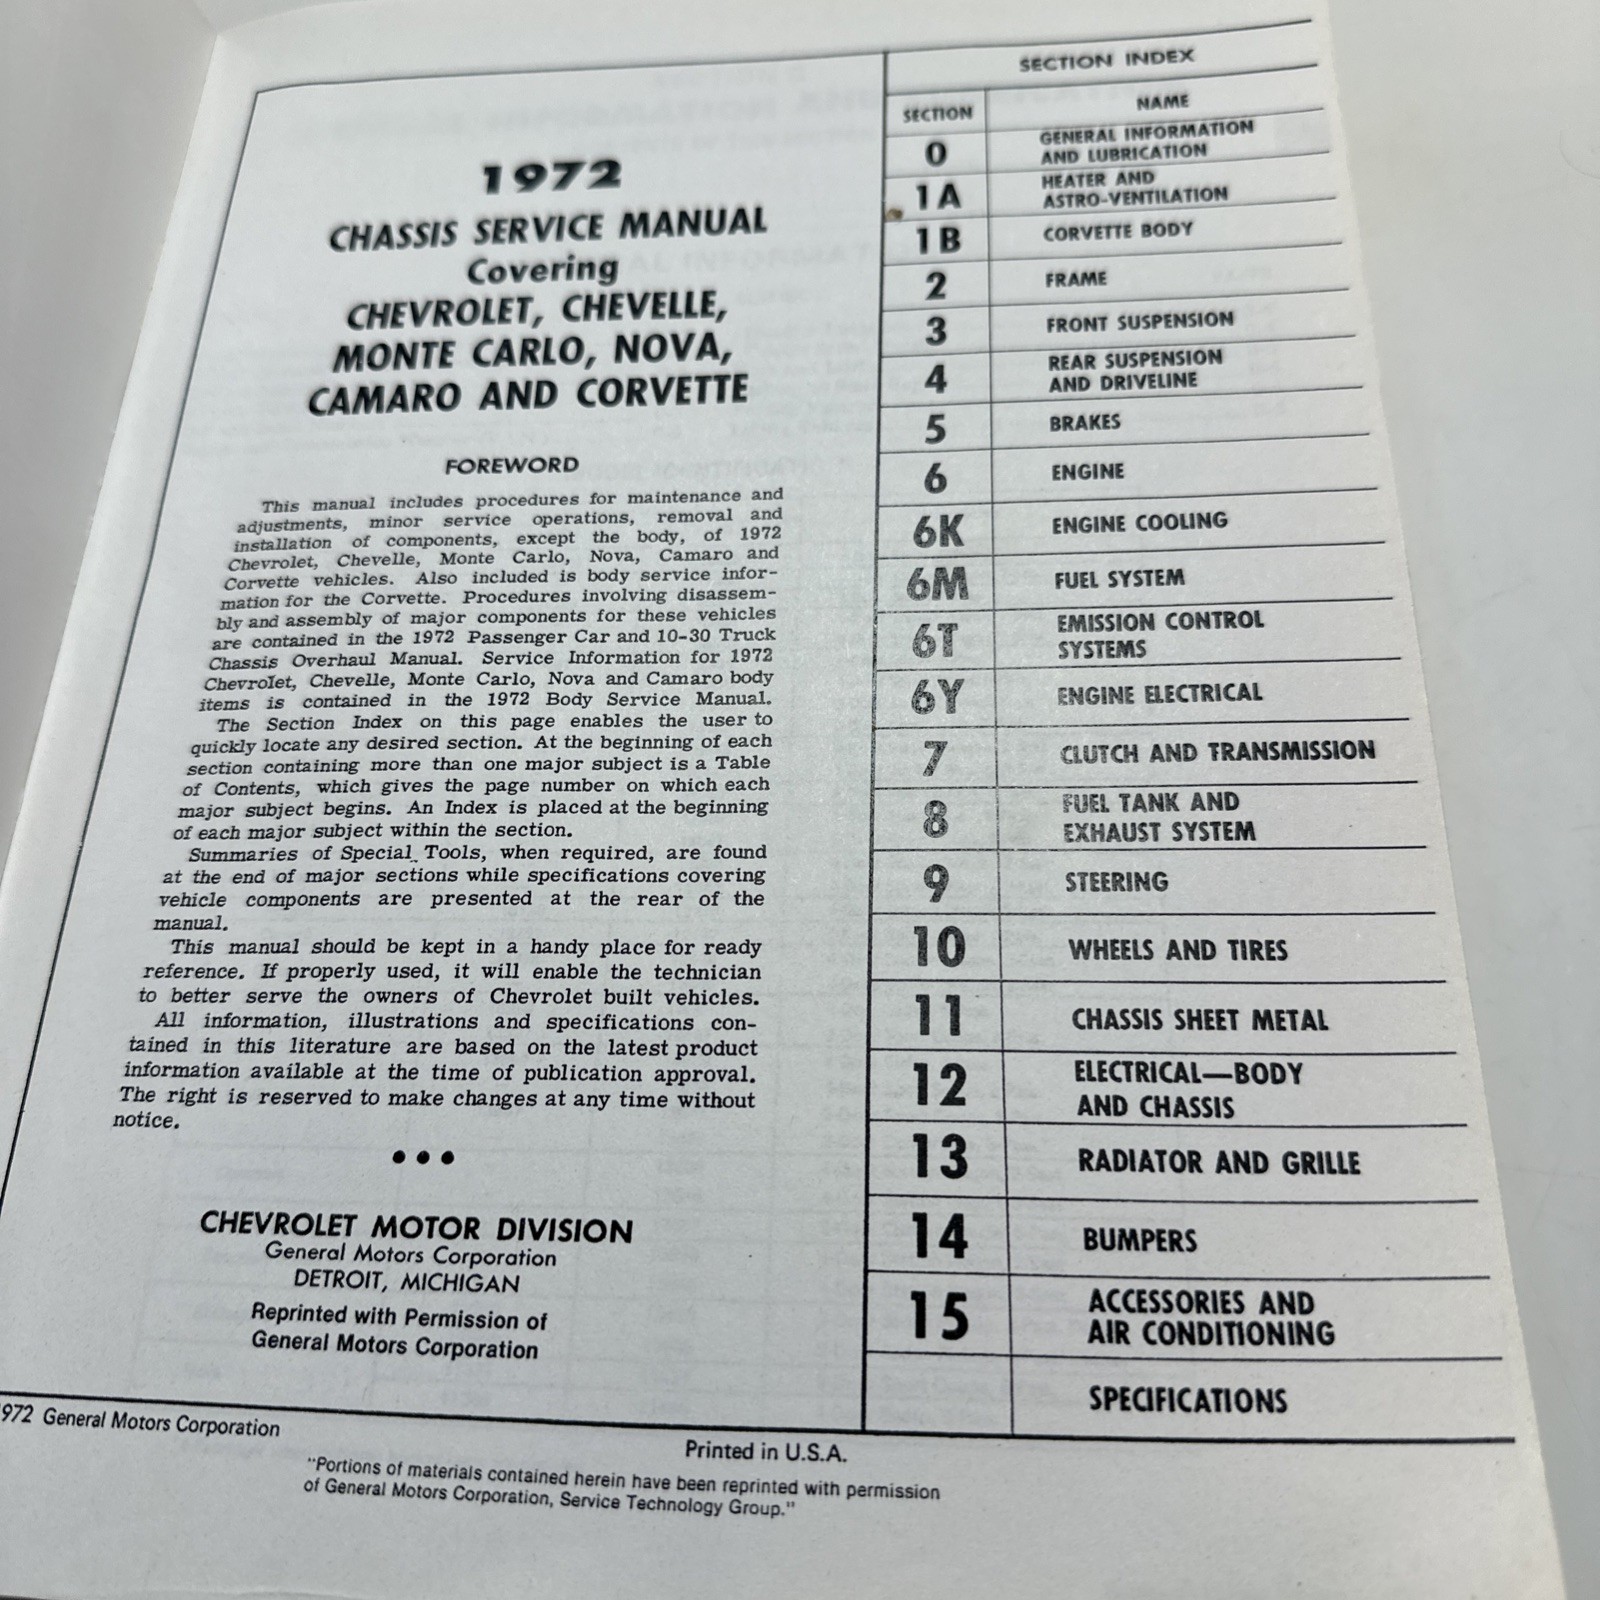 1972
CHASSIS SERVICE MANUAL
Covering
CHEVROLET, CHEVELLE,
MONTE CARLO, NOVA,
CAMARO AND CORVETTE
FOREWORD
This manual includes procedures for maintenance and
adjustments, minor service operations, removal and
installation of components, except the body, of 1972
Chevrolet, Chevelle, Monte Carlo, Nova, Camaro and
Corvette vehicles. Also included is body service infor-
mation for the Corvette. Procedures involving disassem-
bly and assembly of major components for these vehicles
are contained in the 1972 Passenger Car and 10-30 Truck
Chassis Overhaul Manual. Service Information for 1972
Chevrolet, Chevelle, Monte Carlo, Nova and Camaro body
items is contained in the 1972 Body Service Manual.
The Section Index on this page enables the user to
quickly locate any desired section. At the beginning of each
section containing more than one major subject is a Table
of Contents, which gives the page number on which each
major subject begins. An Index is placed at the beginning
of each major subject within the section.
Summaries of Special Tools, when required, are found
at the end of major sections while specifications covering
vehicle components are presented at the rear of the
manual.
This manual should be kept in a handy place for ready
reference. If properly used, it will enable the technician
to better serve the owners of Chevrolet built vehicles.
All information, illustrations and specifications con-
tained in this literature are based on the latest product
information available at the time of publication approval.
The right is reserved to make changes at any time without
notice.
• • •
CHEVROLET MOTOR DIVISION
General Motors Corporation
DETROIT, MICHIGAN
Reprinted with Permission of
General Motors Corporation
SECTION INDEX
SECTION NAME
0 GENERAL INFORMATION
AND LUBRICATION
1A HEATER AND
ASTRO-VENTILATION
1B CORVETTE BODY
2 FRAME
3 FRONT SUSPENSION
4 REAR SUSPENSION
AND DRIVELINE
5 BRAKES
6 ENGINE
6K ENGINE COOLING
6M FUEL SYSTEM
6T EMISSION CONTROL
SYSTEMS
6Y ENGINE ELECTRICAL
7 CLUTCH AND TRANSMISSION
8 FUEL TANK AND
EXHAUST SYSTEM
9 STEERING
10 WHEELS AND TIRES
11 CHASSIS SHEET METAL
12 ELECTRICAL—BODY
AND CHASSIS
13 RADIATOR AND GRILLE
14 BUMPERS
15 ACCESSORIES AND
AIR CONDITIONING
SPECIFICATIONS
972 General Motors Corporation
Printed in U.S.A.
"Portions of materials contained herein have been reprinted with permission
of General Motors Corporation, Service Technology Group."